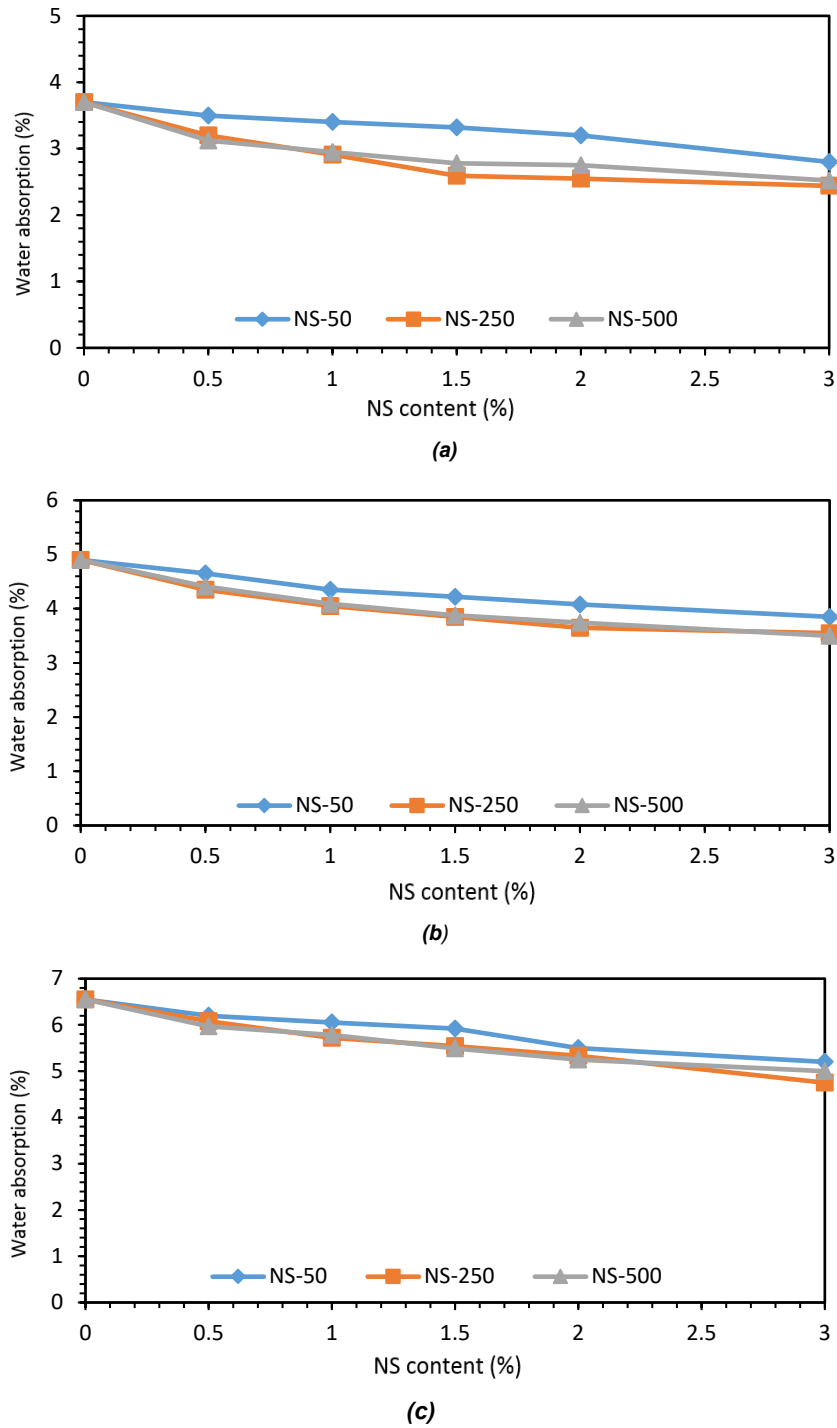 5
4
3
2
1
0
Water absorption (%)
NS-50 NS-250 NS-500
0 0.5 1 1.5 2 2.5 3
NS content (%)
(a)
6
5
4
3
2
1
0
Water absorption (%)
NS-50 NS-250 NS-500
0 0.5 1 1.5 2 2.5 3
NS content (%)
(b)
7
6
5
4
3
2
1
0
Water absorption (%)
NS-50 NS-250 NS-500
0 0.5 1 1.5 2 2.5 3
NS content (%)
(c)